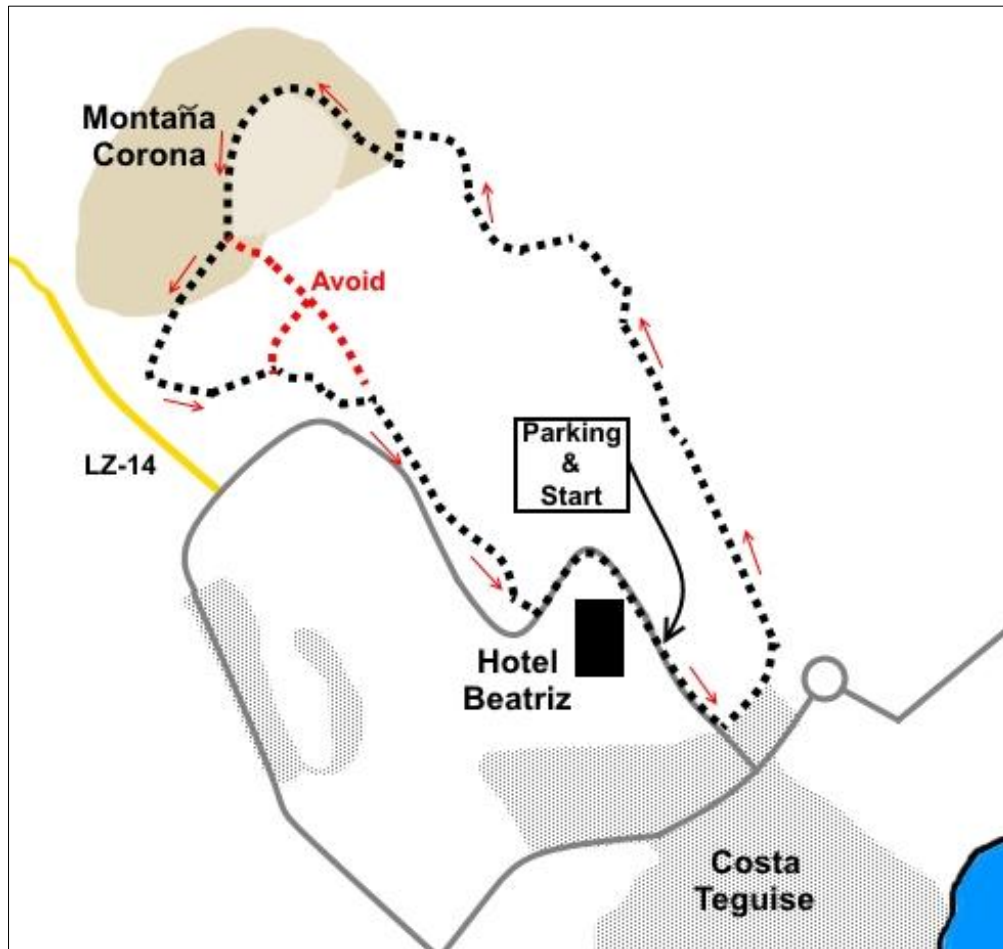 Montaña
Corona
Avoid
Parking
&
Start
LZ-14
Hotel
Beatriz
Costa
Teguise